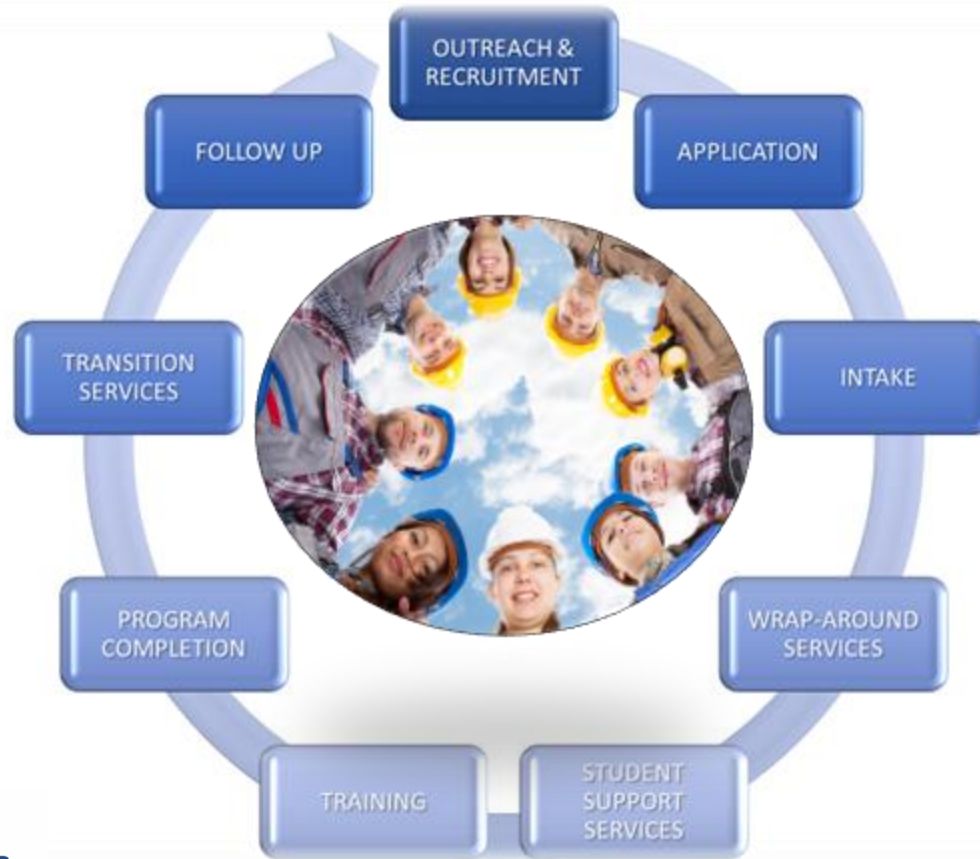 OUTREACH &
RECRUITMENT
APPLICATION
INTAKE
WRAP-AROUND
SERVICES
STUDENT
SUPPORT
SERVICES
TRAINING
PROGRAM
COMPLETION
TRANSITION
SERVICES
FOLLOW UP